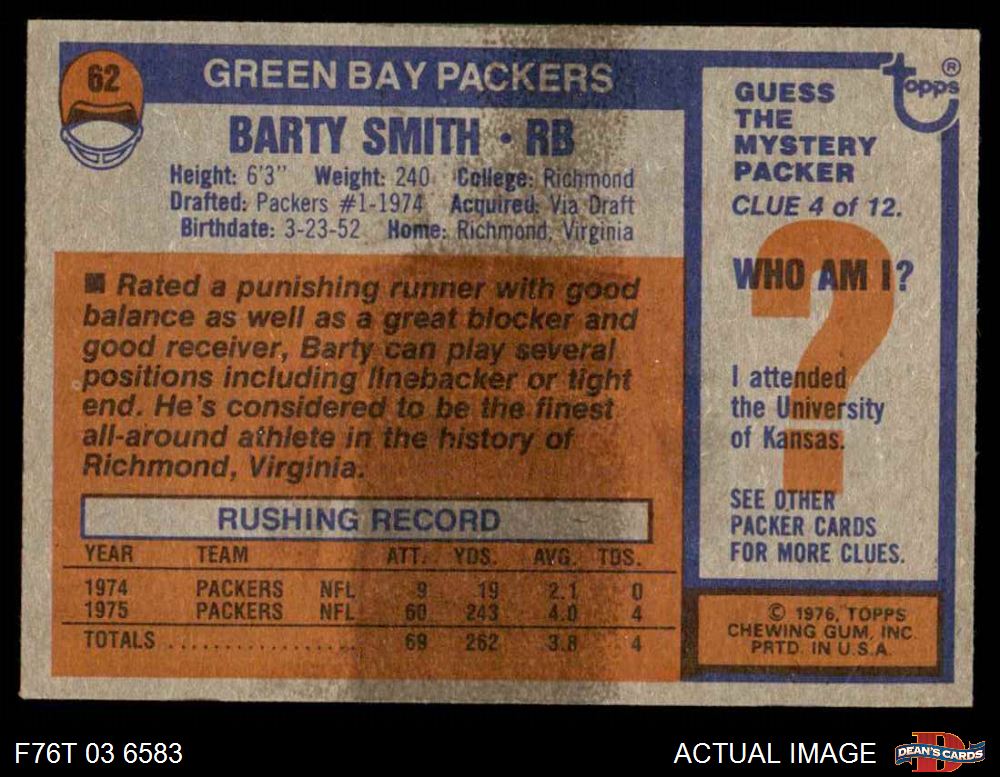 62
GREEN BAY PACKERS
BARTY SMITH • RB
Height: 6'3" Weight: 240 College: Richmond
Drafted: Packers #1-1974 Acquired: Via Draft
Birthdate: 3-23-52 Home: Richmond, Virginia
■ Rated a punishing runner with good
balance as well as a great blocker and
good receiver, Barty can play several
positions including linebacker or tight
end. He's considered to be the finest
all-around athlete in the history of
Richmond, Virginia.
RUSHING RECORD
YEAR TEAM ATT. YDS. AVG. TDS.
1974 PACKERS NFL 9 19 2.1 0
1975 PACKERS NFL 60 243 4.0 4
TOTALS .................... 69 262 3.8 4
topps ®
GUESS
THE
MYSTERY
PACKER
CLUE 4 of 12.
?
WHO AM I?
I attended
the University
of Kansas.
SEE OTHER
PACKER CARDS
FOR MORE CLUES.
© 1976, TOPPS
CHEWING GUM, INC.
PRTD. IN U.S.A.
F76T 03 6583
ACTUAL IMAGE
D
DEAN'S CARDS